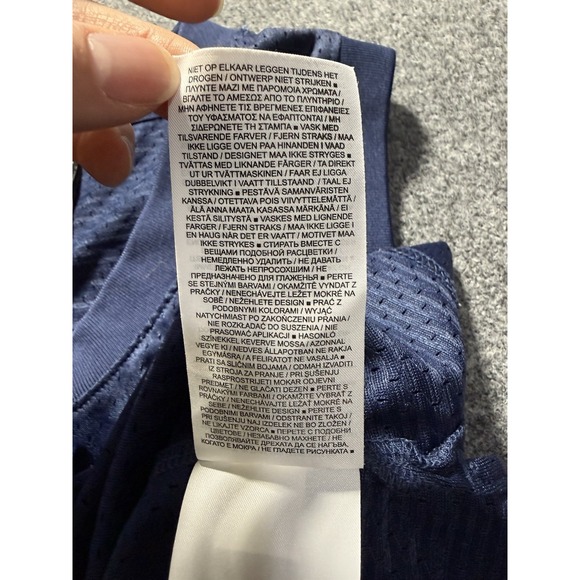 NIET OP ELKAAR LEGGEN TIJDENS HET
DROGEN / ONTWERP NIET STRIJKEN ■
ΠΛΥΝΤΕ ΜΑΖΙ ΜΕ ΠΑΡΟΜΟΙΑ ΧΡΩΜΑΤΑ /
ΒΓΑΛΤΕ ΤΟ ΑΜΕΣΩΣ ΑΠΟ ΤΟ ΠΛΥΝΤΗΡΙΟ /
ΜΗΝ ΑΦΗΝΕΤΕ ΤΙΣ ΒΡΕΓΜΕΝΕΣ ΕΠΙΦΑΝΕΙΕΣ
ΤΟΥ ΥΦΑΣΜΑΤΟΣ ΝΑ ΕΦΑΠΤΟΝΤΑΙ / ΜΗ
ΣΙΔΕΡΩΝΕΤΕ ΤΗ ΣΤΑΜΠΑ ■ VASK MED
TILSVARENDE FARVER / FJERN STRAKS / MAA
IKKE LIGGE OVEN PAA HINANDEN I VAAD
TILSTAND / DESIGNET MAA IKKE STRYGES ■
TVÄTTAS MED LIKNANDE FÄRGER / TA DIREKT
UT UR TVÄTTMASKINEN / FAAR EJ LIGGA
DUBBELVIKT I VAATT TILLSTAND / TAAL EJ
STRYKNING ■ PESTÄVÄ SAMANVÄRISTEN
KANSSA / OTETTAVA POIS VIIVYTTELEMÄTTÄ /
ÄLÄ ANNA MAATA KASASSA MÄRKÄNÄ / EI
KESTÄ SILITYSTÄ ■ VASKES MED LIGNENDE
FARGER / FJERN STRAKS / MAA IKKE LIGGE I
EN HAUG NÅR DET ER VAATT / MOTIVET MAA
IKKE STRYKES ■ СТИРАТЬ ВМЕСТЕ С
ВЕЩАМИ ПОДОБНОЙ РАСЦВЕТКИ /
НЕМЕДЛЕННО УДАЛИТЬ / НЕ ДАВАТЬ
ЛЕЖАТЬ НЕПРОСОХШИМ / НЕ
ПРЕДНАЗНАЧЕНО ДЛЯ ГЛАЖЕНЬЯ ■ PERTE
SE STEJNÝMI BARVAMI / OKAMŽITĚ VYNDAT Z
PRAČKY / NENECHÁVEJTE LEŽET MOKRÉ NA
SOBĚ / NEŽEHLETE DESIGN ■ PRAĆ Z
PODOBNYMI KOLORAMI / WYJĄĆ
NATYCHMIAST PO ZAKOŃCZENIU PRANIA /
NIE ROZKŁADAĆ DO SUSZENIA / NIE
PRASOWAĆ APLIKACJI ■ HASONLÓ
SZÍNEKKEL KEVERVE MOSSA / AZONNAL
VEGYE KI / NEDVES ÁLLAPOTBAN NE RAKJA
EGYMÁSRA / A FELIRATOT NE VASALJA ■
PRATI SA SLIČNIM BOJAMA / ODMAH IZVADITI
IZ STROJA ZA PRANJE / PRI SUŠENJU
RASPROSTRIJETI MOKAR ODJEVNI
PREDMET / NE GLAČATI DEZEN ■ PERTE S
ROVNAKÝMI FARBAMI / OKAMŽITE VYBRAŤ Z
PRÁČKY / NENECHÁVAJTE LEŽAŤ MOKRÉ NA
SEBE / NEŽEHLITE DESIGN ■ PERITE S
PODOBNIMI BARVAMI / ODSTRANITE TAKOJ /
PRI SUŠENJU NAJ IZDELEK NE BO ZLOŽEN /
NE LIKAJTE VZORCA ■ ПЕРЕТЕ С ПОДОБНИ
ЦВЕТОВЕ / НЕЗАБАВНО МАХНЕТЕ / НЕ
ПОЗВОЛЯВАЙТЕ ДРЕХАТА ДА СЕ НАГЪВА,
КОГАТО Е МОКРА / НЕ ГЛАДЕТЕ РИСУНКАТА ■